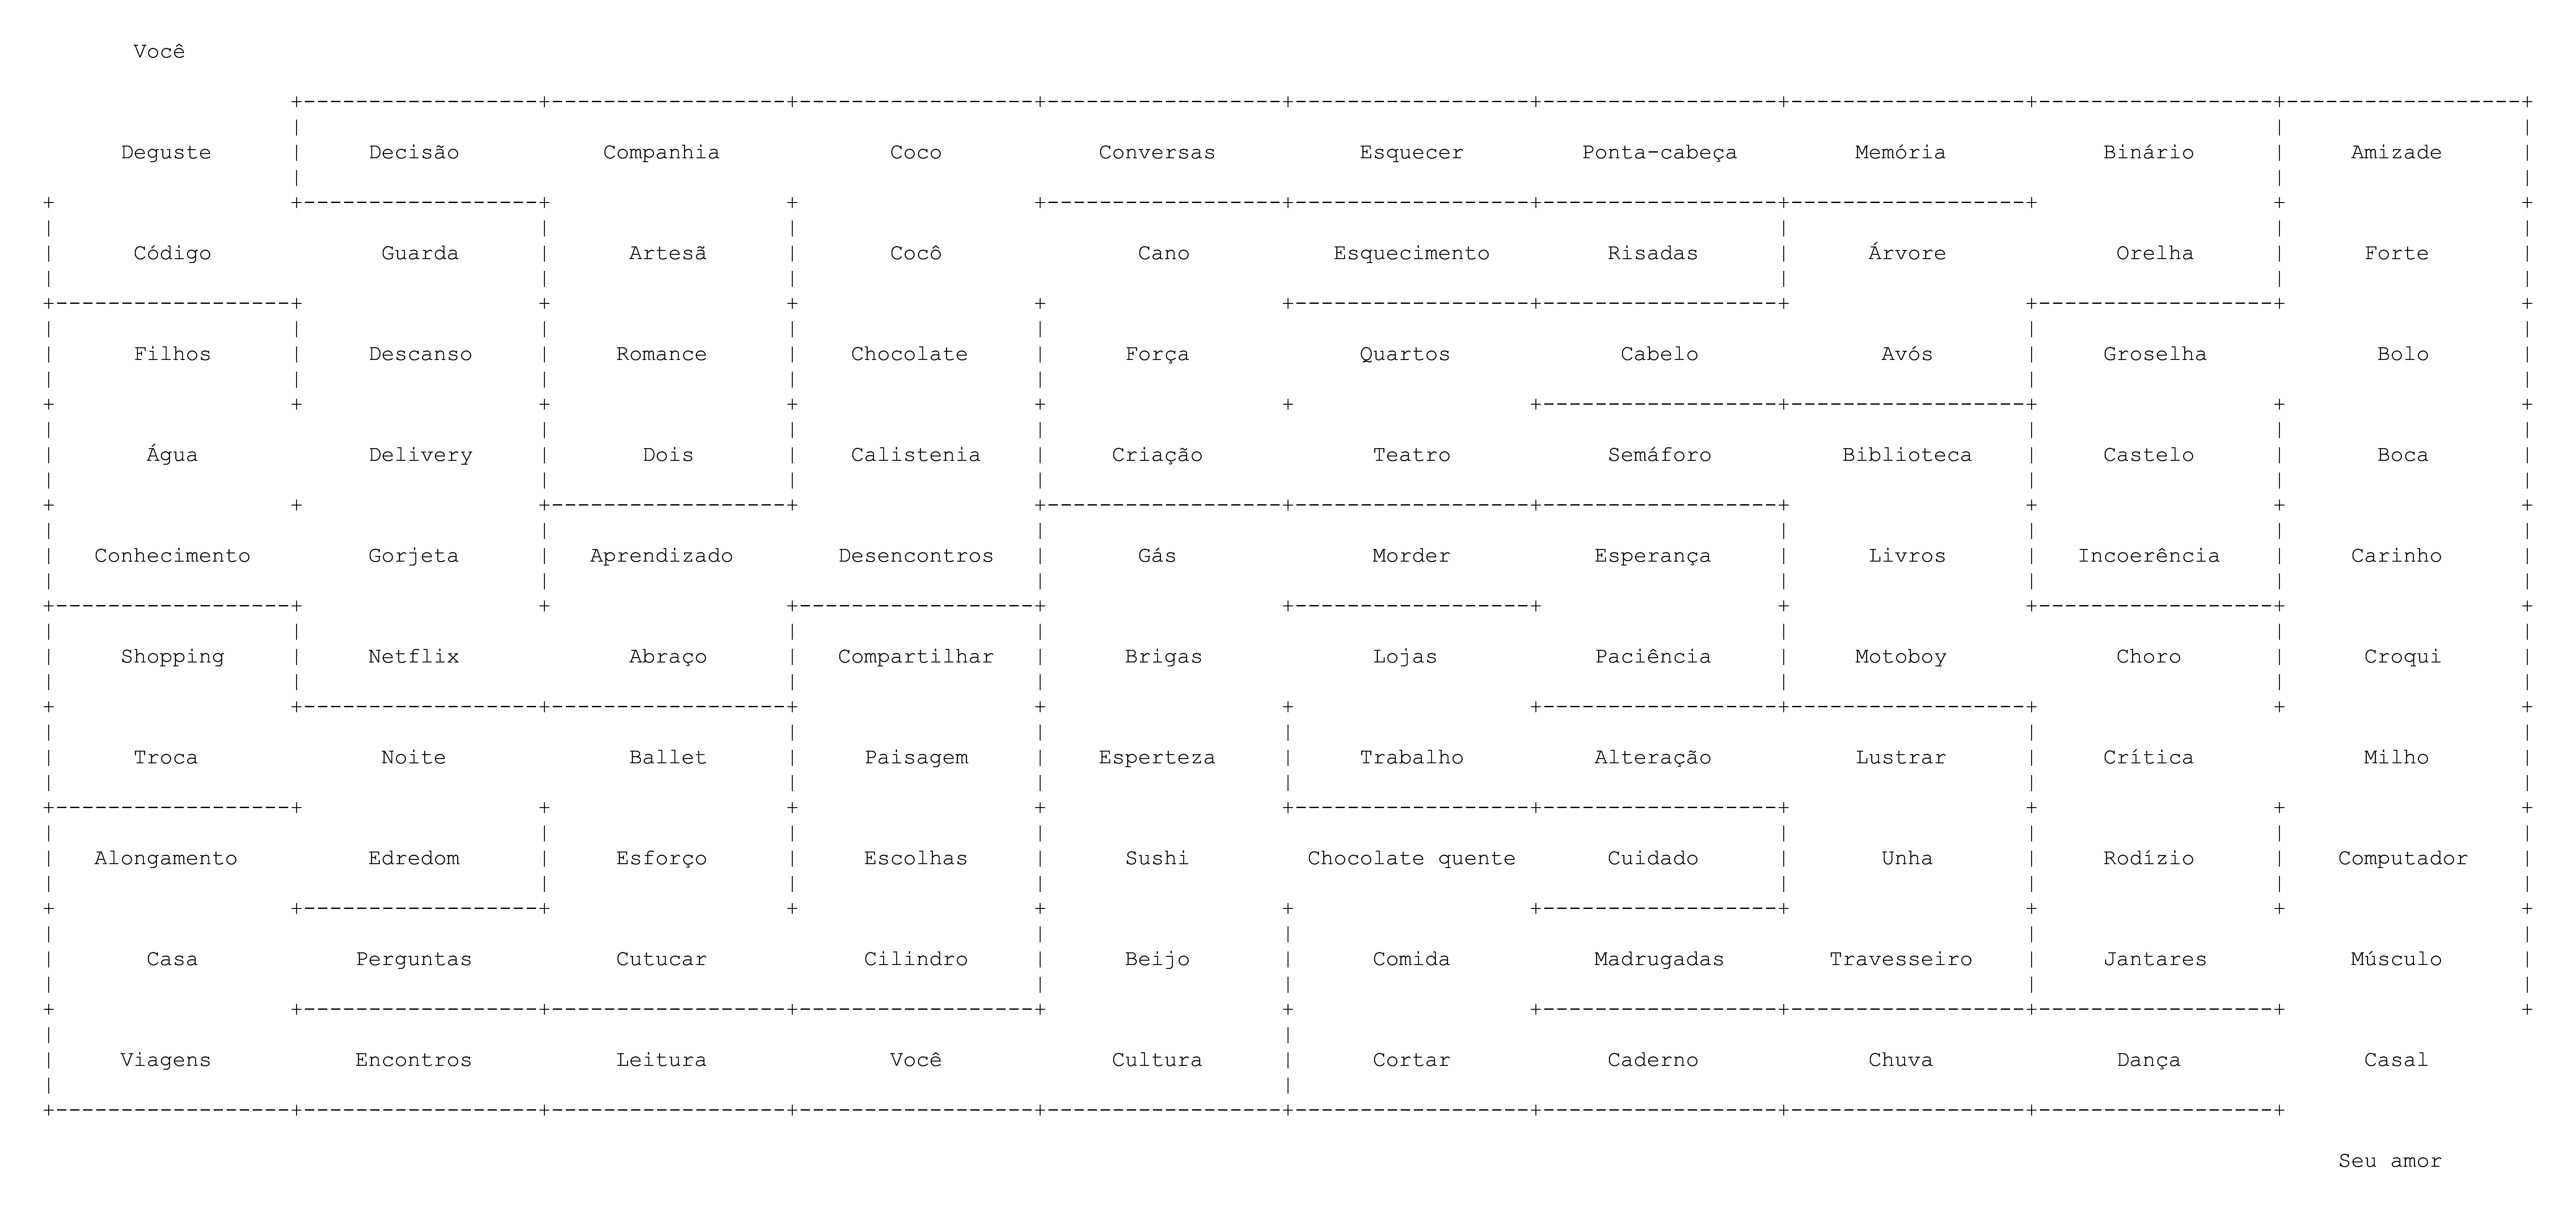 Você
Deguste Decisão Companhia Coco Conversas Esquecer Ponta-cabeça Memória Binário Amizade
Código Guarda Artesã Cocô Cano Esquecimento Risadas Árvore Orelha Forte
Filhos Descanso Romance Chocolate Força Quartos Cabelo Avós Groselha Bolo
Água Delivery Dois Calistenia Criação Teatro Semáforo Biblioteca Castelo Boca
Conhecimento Gorjeta Aprendizado Desencontros Gás Morder Esperança Livros Incoerência Carinho
Shopping Netflix Abraço Compartilhar Brigas Lojas Paciência Motoboy Choro Croqui
Troca Noite Ballet Paisagem Esperteza Trabalho Alteração Lustrar Crítica Milho
Alongamento Edredom Esforço Escolhas Sushi Chocolate quente Cuidado Unha Rodízio Computador
Casa Perguntas Cutucar Cilindro Beijo Comida Madrugadas Travesseiro Jantares Músculo
Viagens Encontros Leitura Você Cultura Cortar Caderno Chuva Dança Casal
Seu amor